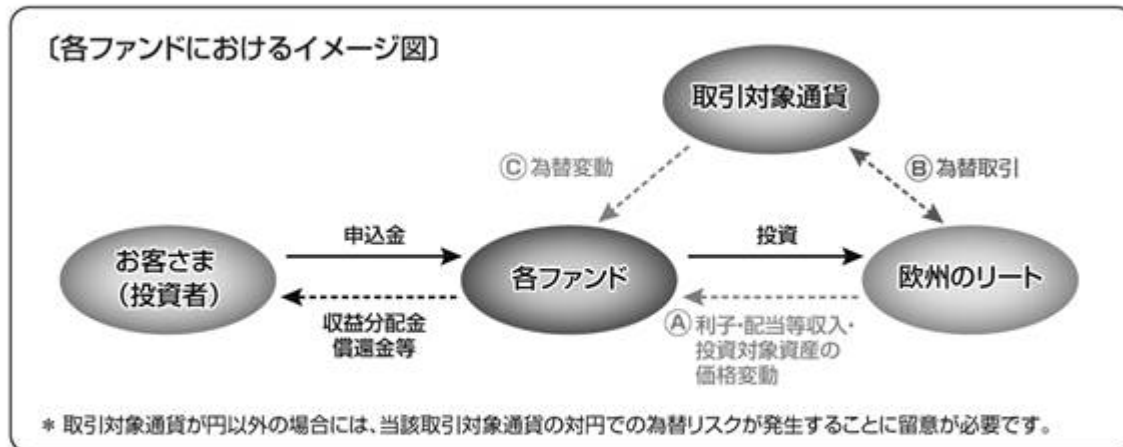 〔各ファンドにおけるイメージ図〕
取引対象通貨
Ⓒ為替変動
Ⓑ為替取引
お客さま
(投資者)
申込金
各ファンド
投資
欧州のリート
収益分配金
償還金等
Ⓐ利子・配当等収入・
投資対象資産の
価格変動
* 取引対象通貨が円以外の場合には、当該取引対象通貨の対円での為替リスクが発生することに留意が必要です。